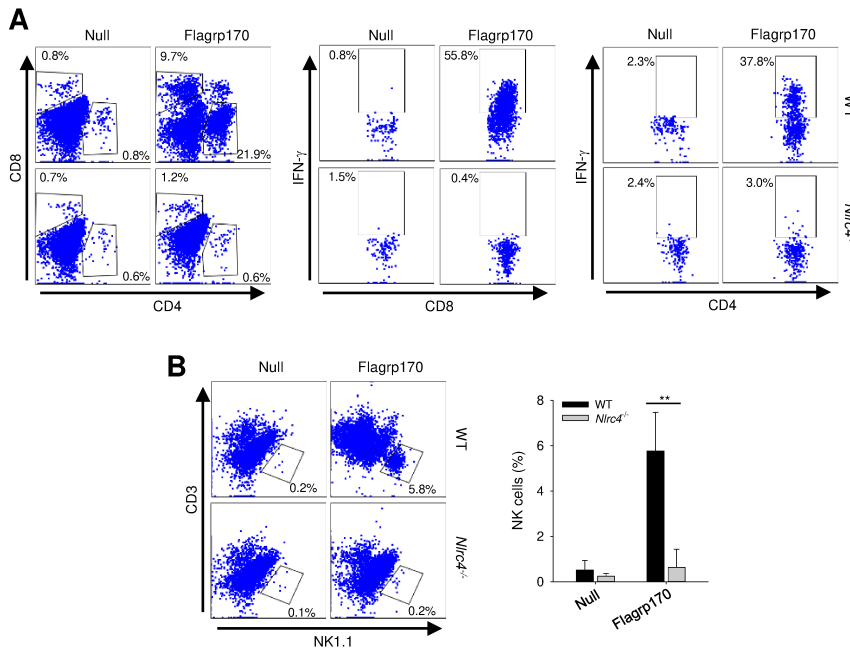 A
Null Flagrp170 Null Flagrp170 Null Flagrp170
0.8% 9.7% 0.8% 55.8% 2.3% 37.8%
0.8% 21.9%
0.7% 1.2% 1.5% 0.4% 2.4% 3.0%
0.6% 0.6%
CD8 IFN-γ IFN-γ
CD4 CD8 CD4
B
Null Flagrp170
0.2% 5.8%
WT
0.1% 0.2%
Nlrc4-/-
CD3
NK1.1
WT
Nlrc4-/-
**
8
6
4
2
0
NK cells (%)
Null Flagrp170